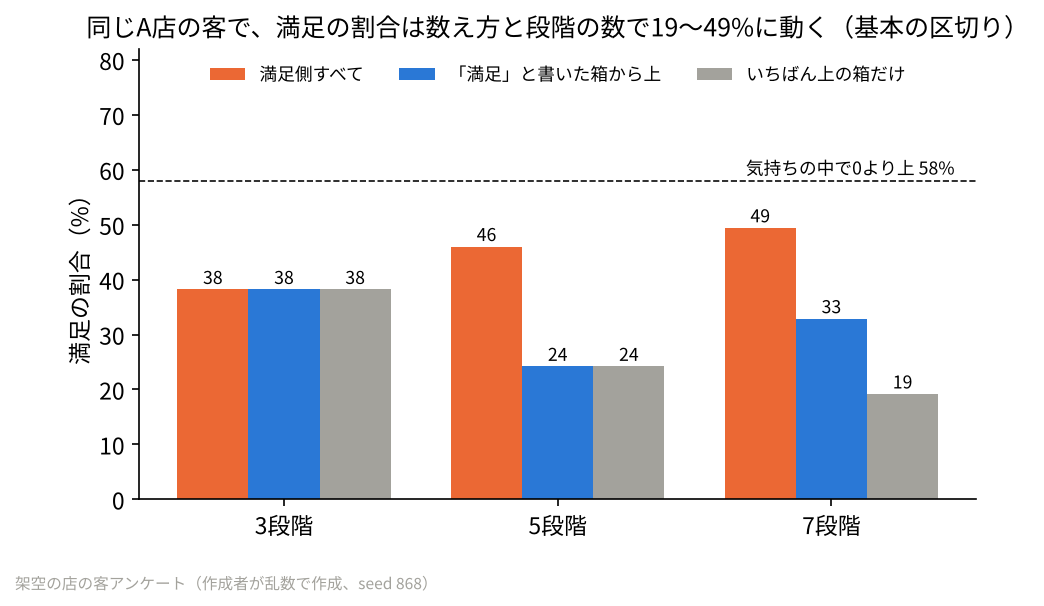 同じA店の客で、満足の割合は数え方と段階の数で19〜49%に動く（基本の区切り）
満足側すべて 「満足」と書いた箱から上 いちばん上の箱だけ
気持ちの中で0より上 58%
満足の割合（%）
80
70
60
50
40
30
20
10
0
38 38 38
46 24 24
49 33 19
3段階 5段階 7段階
架空の店の客アンケート（作成者が乱数で作成、seed 868）